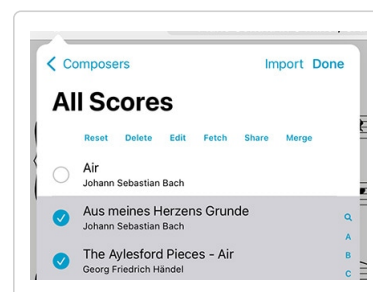 Composers Import Done
All Scores
Reset Delete Edit Fetch Share Merge
Air
Johann Sebastian Bach
Aus meines Herzens Grunde
Johann Sebastian Bach
A
The Aylesford Pieces - Air
B
Georg Friedrich Händel
C